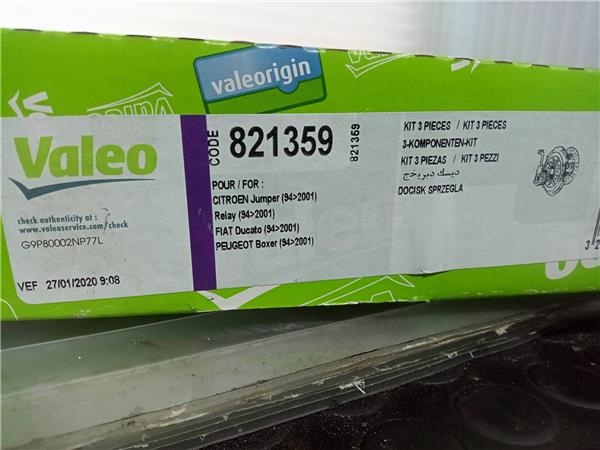 valeorigin
Valeo
check authenticity at :
www.valeoservice.com/check
G9P80002NP77L
VEF 27/01/2020 9:08
CODE 821359
821359
POUR / FOR :
CITROEN Jumper (94>2001)
Relay (94>2001)
FIAT Ducato (94>2001)
PEUGEOT Boxer (94>2001)
KIT 3 PIECES / KIT 3 PIECES
3-KOMPONENTEN-KIT
KIT 3 PIEZAS / KIT 3 PEZZI
DOCISK SPRZEGLA